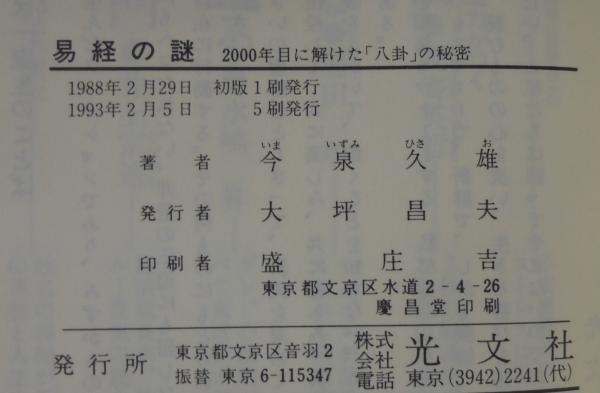 易経の謎 2000年目に解けた「八卦」の秘密
1988年2月29日 初版1刷発行
1993年2月5日 5刷発行
いま いずみ ひさ お
著者 今泉久雄
発行者 大坪昌夫
印刷者 盛庄吉
東京都文京区水道2-4-26
慶昌堂印刷
発行所 東京都文京区音羽2 株式会社 光文社
振替 東京6-115347 電話 東京(3942)2241(代)